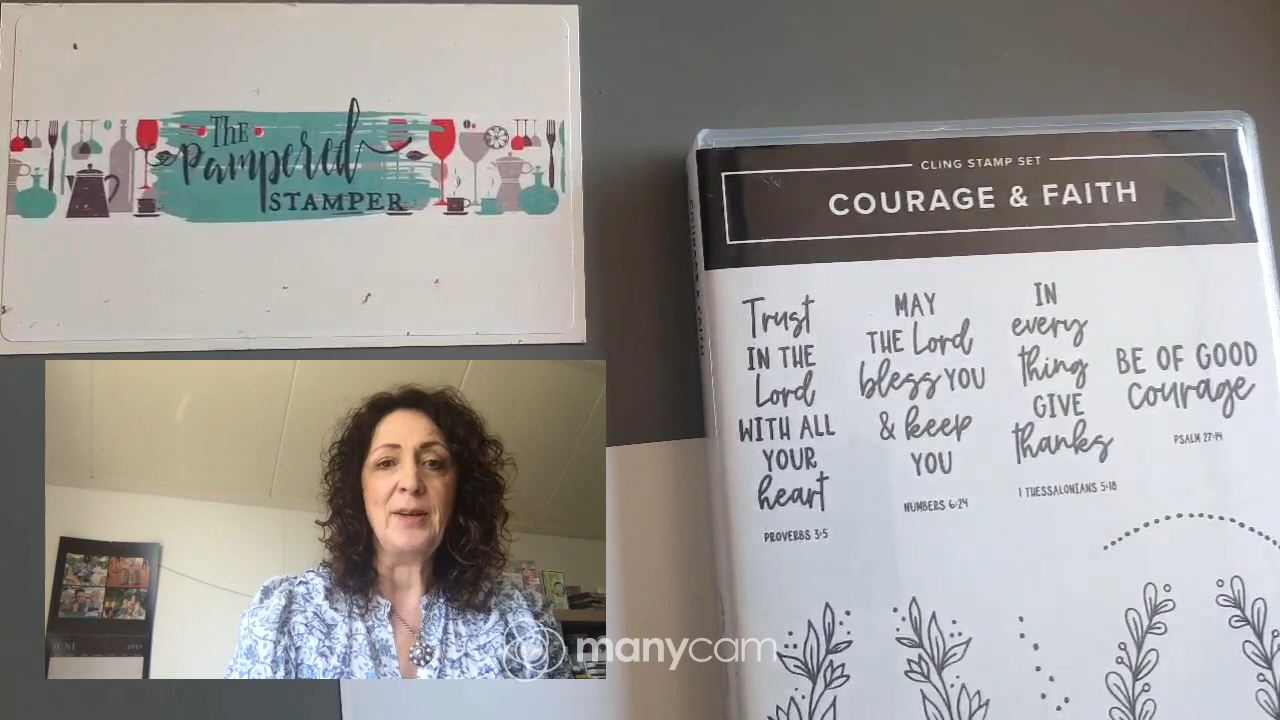 The
Pampered
STAMPER
CLING STAMP SET
COURAGE & FAITH
Trust
IN THE
Lord
WITH ALL
YOUR
heart
PROVERBS 3:5
MAY
THE Lord
bless YOU
& keep
YOU
NUMBERS 6:24
IN
every
thing
GIVE
thanks
1 THESSALONIANS 5:18
BE OF GOOD
courage
PSALM 27:14
JUNI
manycam